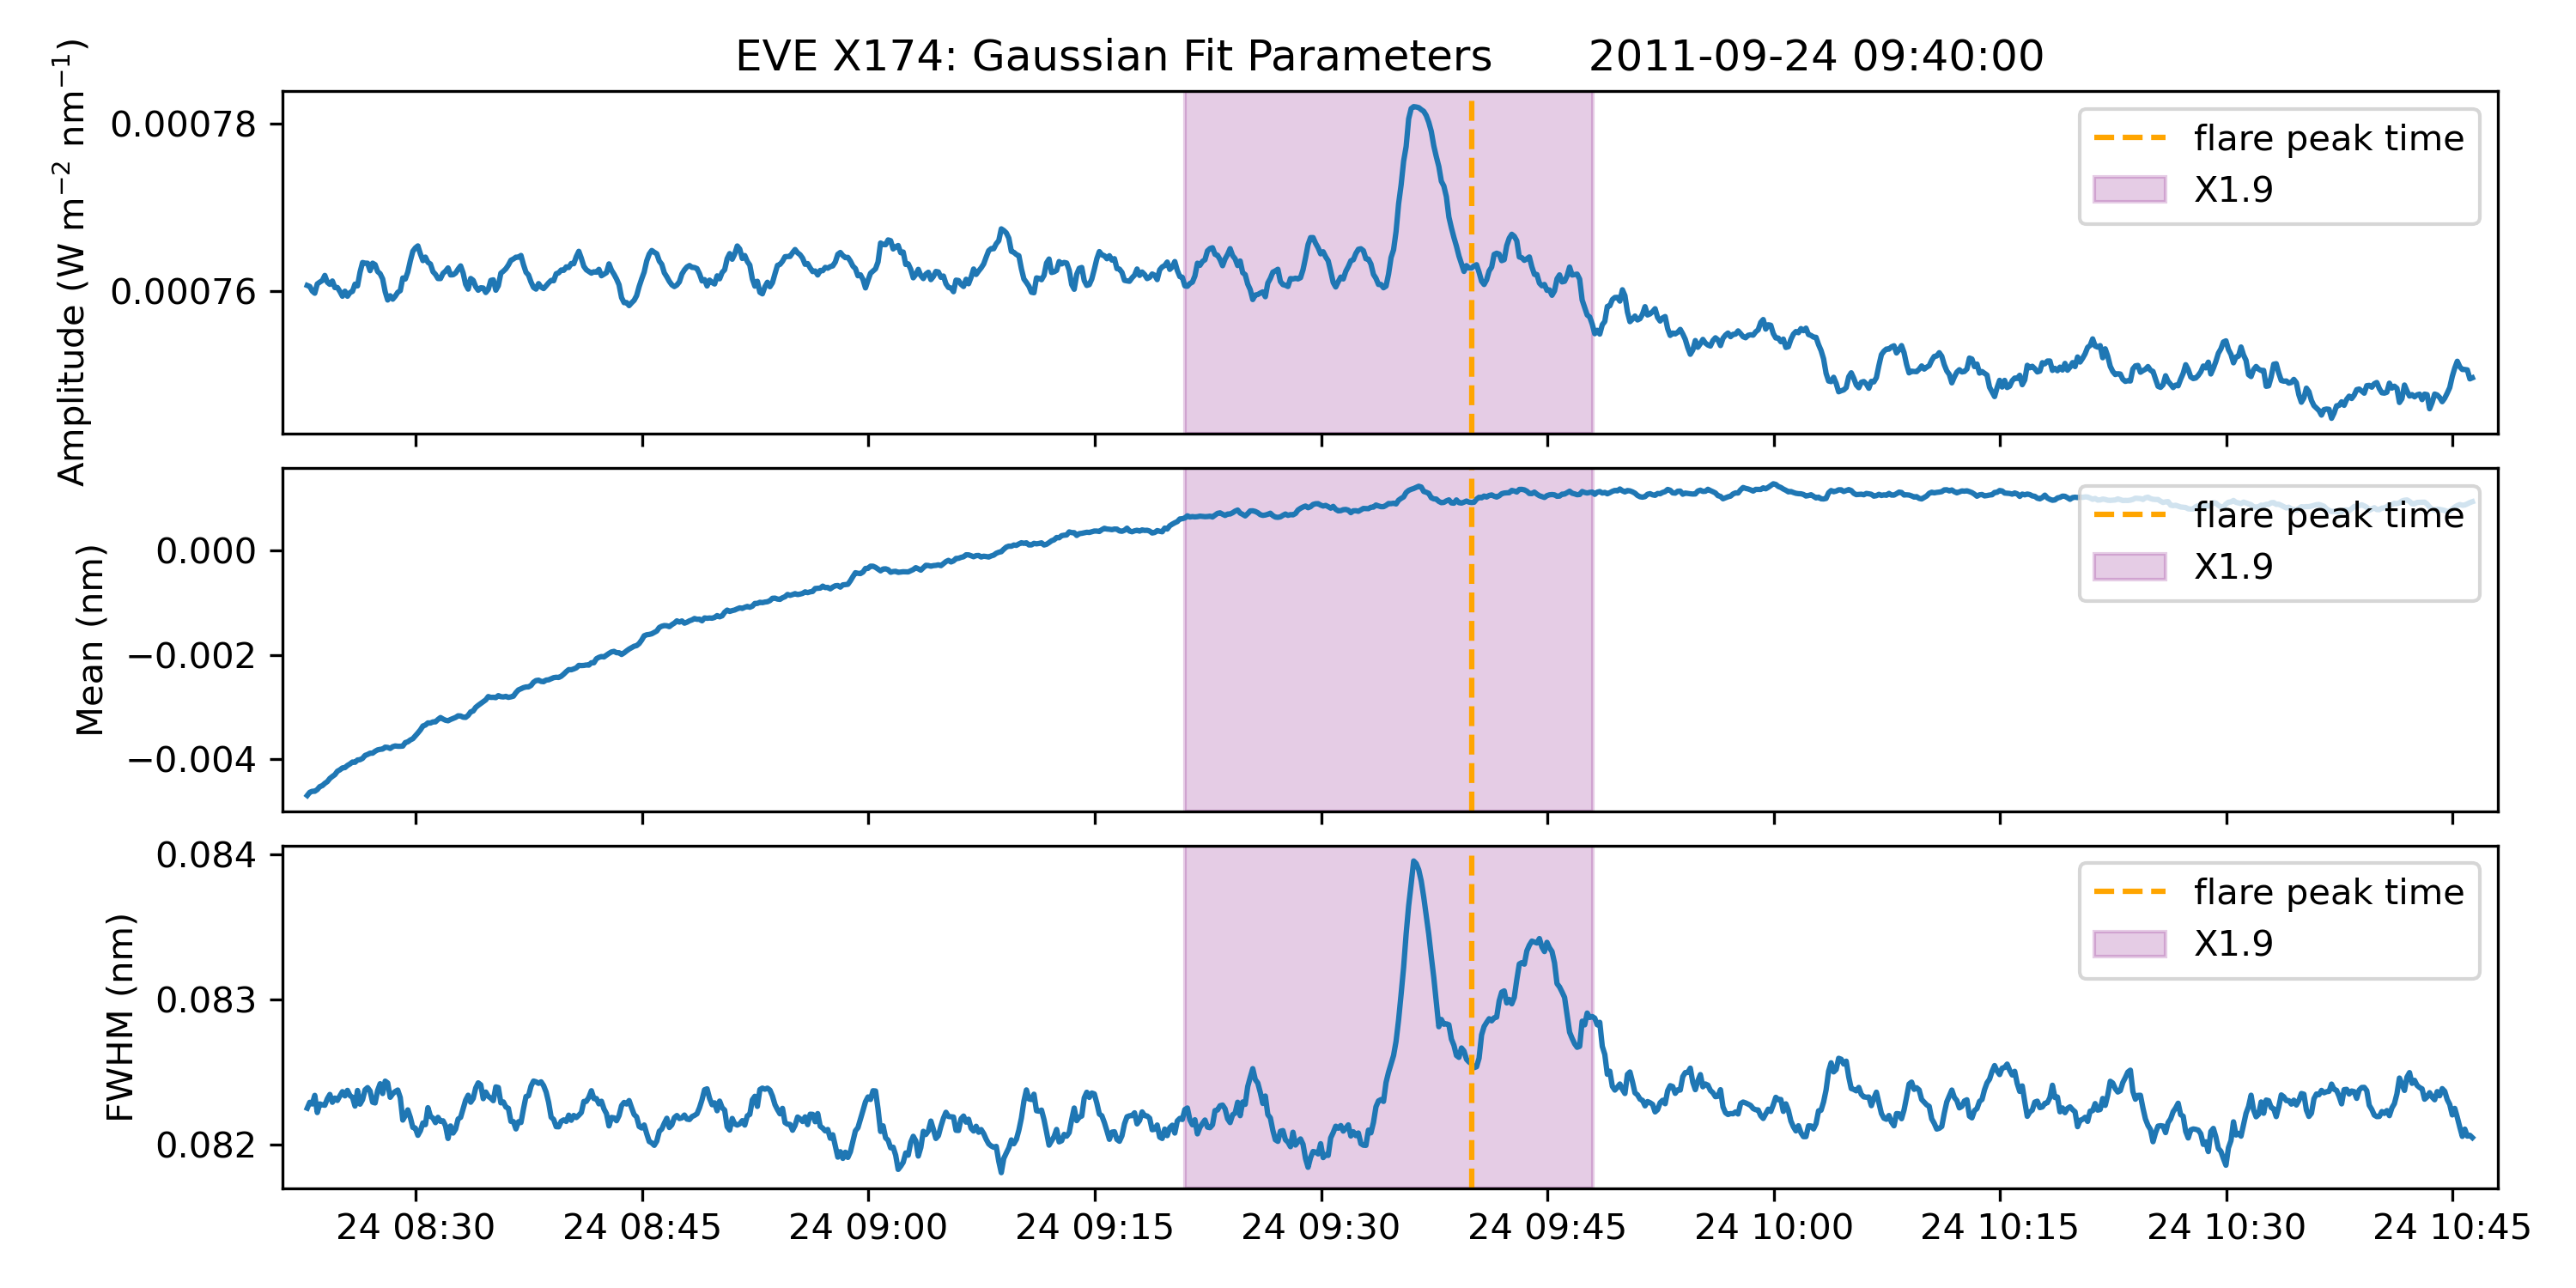 EVE X174: Gaussian Fit Parameters 2011-09-24 09:40:00
Amplitude (W m⁻² nm⁻¹)
0.00078
0.00076
flare peak time
X1.9
Mean (nm)
0.000
−0.002
−0.004
flare peak time
X1.9
FWHM (nm)
0.084
0.083
0.082
flare peak time
X1.9
24 08:30 24 08:45 24 09:00 24 09:15 24 09:30 24 09:45 24 10:00 24 10:15 24 10:30 24 10:45